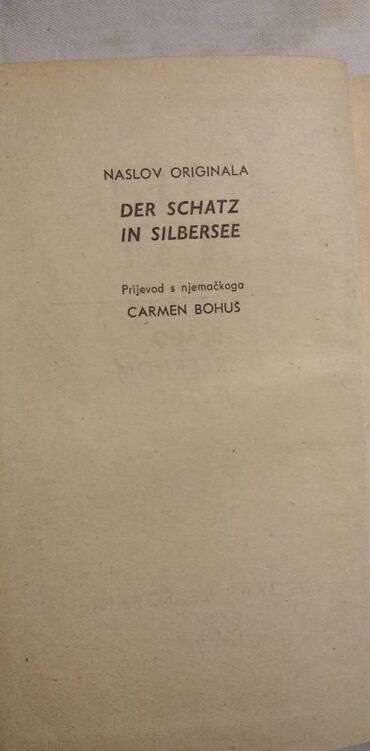 NASLOV ORIGINALA
DER SCHATZ
IN SILBERSEE
Prijevod s njemačkoga
CARMEN BOHUŠ